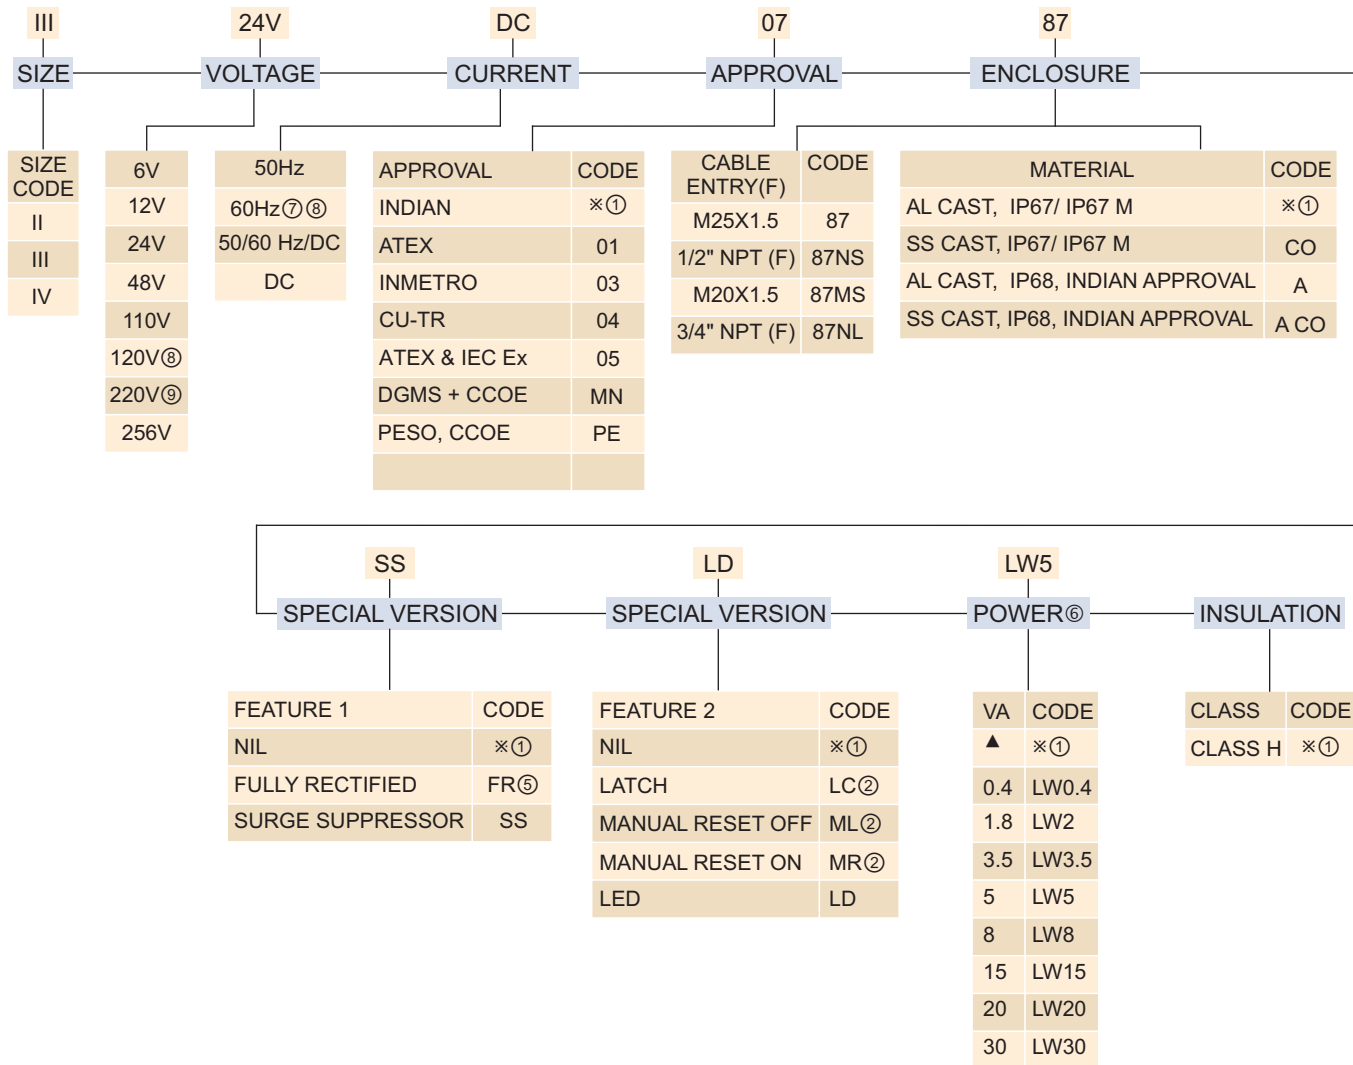 III 24V DC 07 87
SIZE VOLTAGE CURRENT APPROVAL ENCLOSURE
SIZE CODE
II
III
IV
6V
12V
24V
48V
110V
120V⑧
220V⑨
256V
50Hz
60Hz⑦⑧
50/60 Hz/DC
DC
APPROVAL CODE
INDIAN ※①
ATEX 01
INMETRO 03
CU-TR 04
ATEX & IEC Ex 05
DGMS + CCOE MN
PESO, CCOE PE
CABLE ENTRY(F) CODE
M25X1.5 87
1/2" NPT (F) 87NS
M20X1.5 87MS
3/4" NPT (F) 87NL
MATERIAL CODE
AL CAST, IP67/ IP67 M ※①
SS CAST, IP67/ IP67 M CO
AL CAST, IP68, INDIAN APPROVAL A
SS CAST, IP68, INDIAN APPROVAL A CO
SS LD LW5
SPECIAL VERSION SPECIAL VERSION POWER⑥ INSULATION
FEATURE 1 CODE
NIL ※①
FULLY RECTIFIED FR⑤
SURGE SUPPRESSOR SS
FEATURE 2 CODE
NIL ※①
LATCH LC②
MANUAL RESET OFF ML②
MANUAL RESET ON MR②
LED LD
VA CODE
▲ ※①
0.4 LW0.4
1.8 LW2
3.5 LW3.5
5 LW5
8 LW8
15 LW15
20 LW20
30 LW30
CLASS CODE
CLASS H ※①